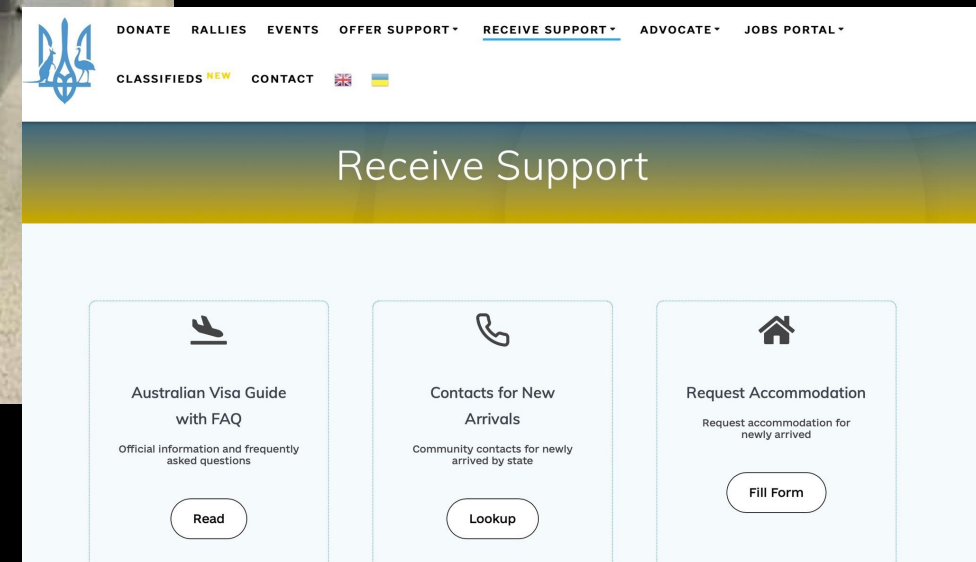 DONATE RALLIES EVENTS OFFER SUPPORT RECEIVE SUPPORT ADVOCATE JOBS PORTAL
CLASSIFIEDS NEW CONTACT
Receive Support
Australian Visa Guide
with FAQ
Official information and frequently
asked questions
Read
Contacts for New
Arrivals
Community contacts for newly
arrived by state
Lookup
Request Accommodation
Request accommodation for
newly arrived
Fill Form